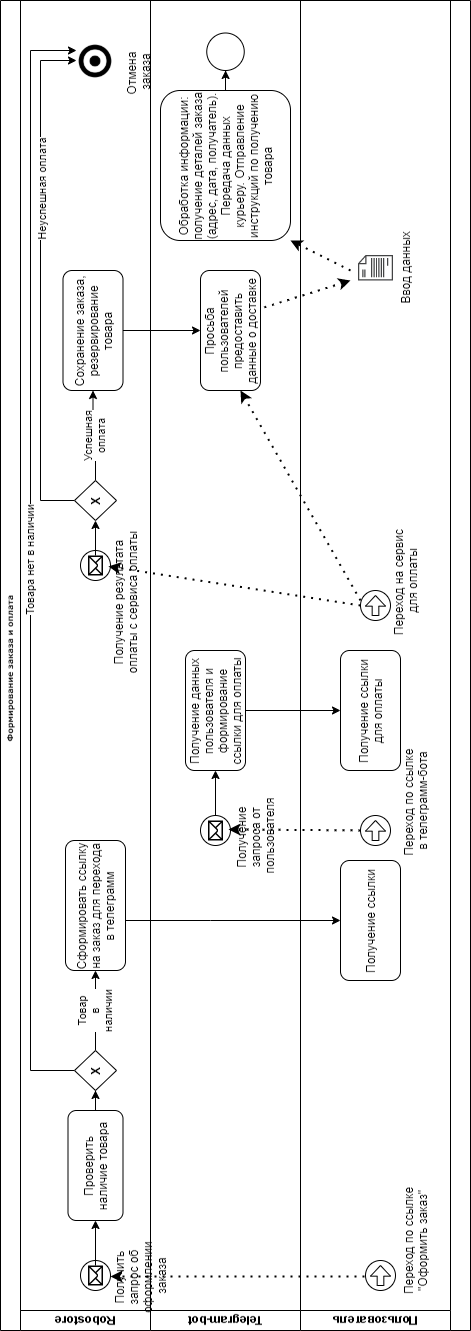 Формирование заказа и оплата
Robostore
Telegram-bot
Пользователь
Получить
запрос об
оформлении
заказа
Проверить
наличие товара
X
Товар
в
наличии
Товара нет в наличии
Сформировать ссылку
на заказ для перехода
в телеграмм
Получение результата
оплаты с сервиса оплаты
X
Успешная
оплата
Неуспешная оплата
Сохранение заказа,
резервирование
товара
Отмена
заказа
Получение
запроса от
пользователя
Получение данных
пользователя и
формирование
ссылки для оплаты
Просьба
пользователей
предоставить
данные о доставке
Обработка информации:
получение деталей заказа
(адрес, дата, получатель).
Передача данных
курьеру. Отправление
инструкций по получению
товара
Переход по ссылке
"Оформить заказ"
Получение ссылки
Переход по ссылке
в телеграмм-бота
Получение ссылки
для оплаты
Переход на сервис
для оплаты
Ввод данных